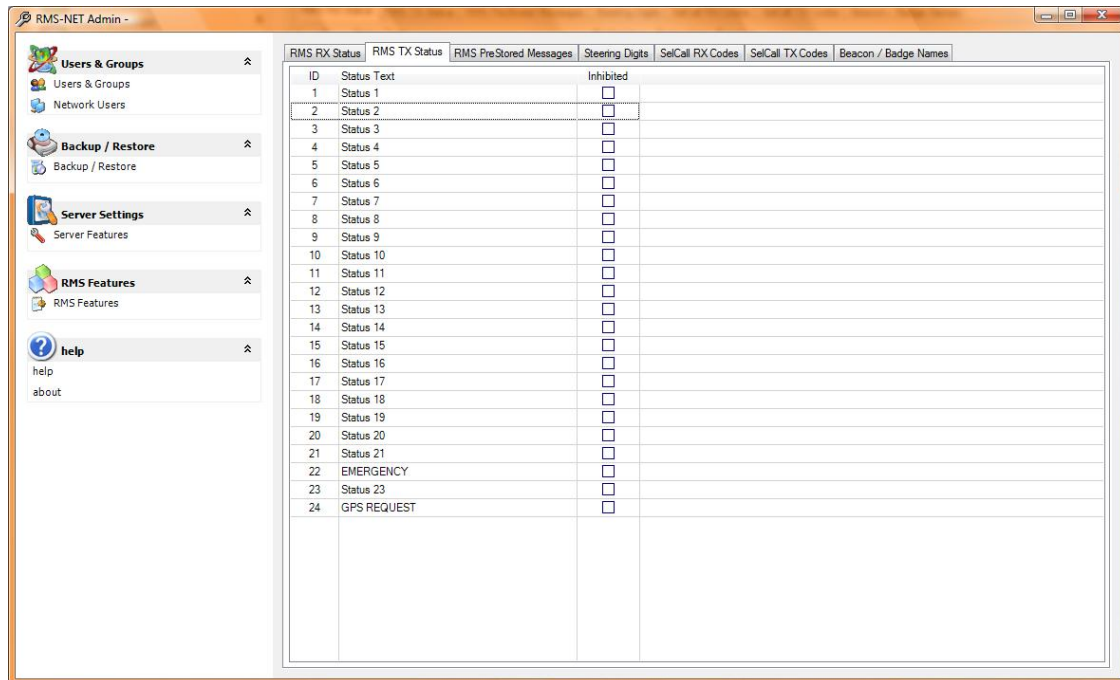 RMS-NET Admin -
Users & Groups
Users & Groups
Network Users
Backup / Restore
Backup / Restore
Server Settings
Server Features
RMS Features
RMS Features
help
help
about
RMS RX Status RMS TX Status RMS PreStored Messages Steering Digits SelCall RX Codes SelCall TX Codes Beacon / Badge Names
ID Status Text Inhibited
1 Status 1
2 Status 2
3 Status 3
4 Status 4
5 Status 5
6 Status 6
7 Status 7
8 Status 8
9 Status 9
10 Status 10
11 Status 11
12 Status 12
13 Status 13
14 Status 14
15 Status 15
16 Status 16
17 Status 17
18 Status 18
19 Status 19
20 Status 20
21 Status 21
22 EMERGENCY
23 Status 23
24 GPS REQUEST